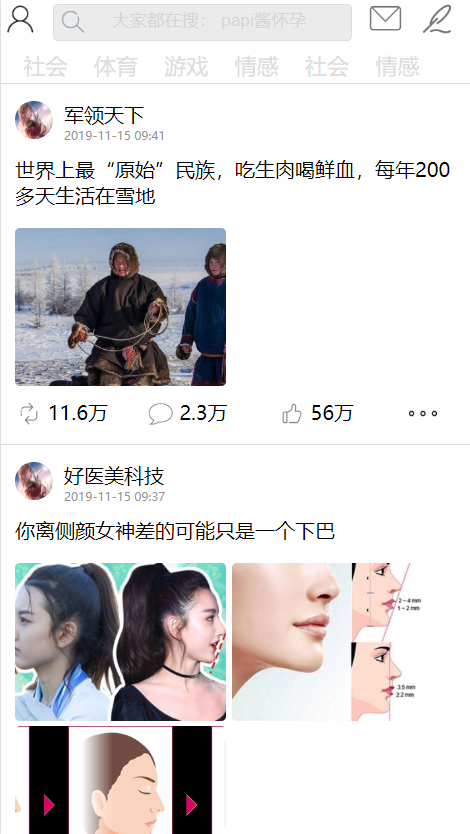 大家都在搜： papi酱怀孕
社会 体育 游戏 情感 社会 情感
军领天下
2019-11-15 09:41
世界上最“原始”民族，吃生肉喝鲜血，每年200
多天生活在雪地
11.6万 2.3万 56万
好医美科技
2019-11-15 09:37
你离侧颜女神差的可能只是一个下巴
2 ~ 4 mm
1 ~ 2 mm
3.5 mm
2.2 mm